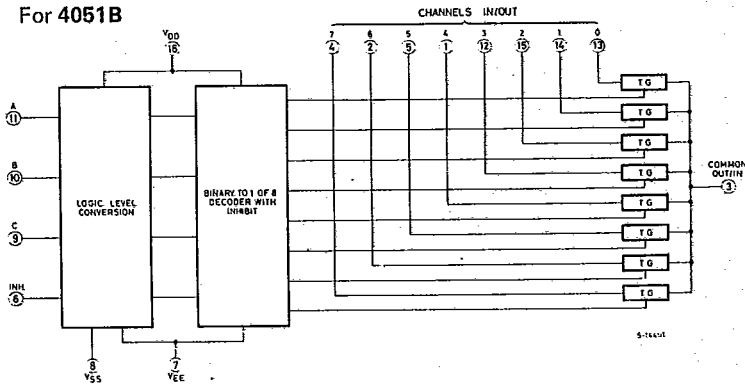 For 4051B
CHANNELS IN/OUT
7 6 5 4 3 2 1 0
4 2 5 1 12 15 14 13
VDD
16
A
11
B
10
C
9
INH.
6
LOGIC LEVEL
CONVERSION
BINARY TO 1 OF 8
DECODER WITH
INHIBIT
TG
TG
TG
TG
TG
TG
TG
TG
COMMON
OUT/IN
3
8
VSS
7
VEE